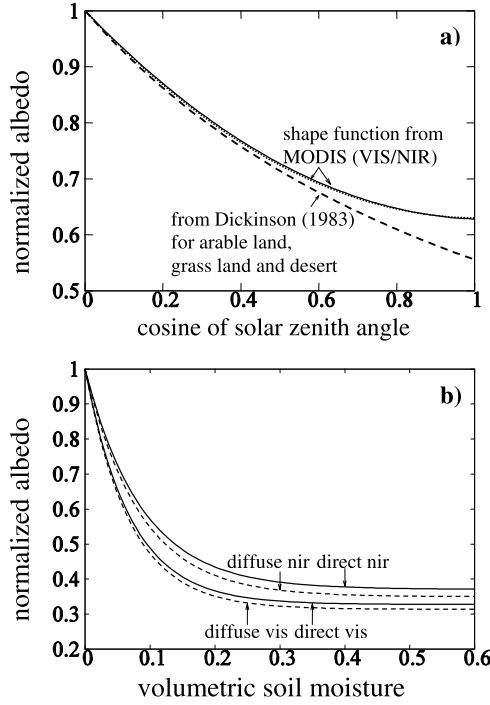 1
a)
0.9
0.8
shape function from
MODIS (VIS/NIR)
0.7
from Dickinson (1983)
for arable land,
grass land and desert
0.6
0.5
normalized albedo
0 0.2 0.4 0.6 0.8 1
cosine of solar zenith angle
1
b)
0.9
0.8
0.7
0.6
0.5
diffuse nir direct nir
0.4
0.3
diffuse vis direct vis
0.2
normalized albedo
0 0.1 0.2 0.3 0.4 0.5 0.6
volumetric soil moisture